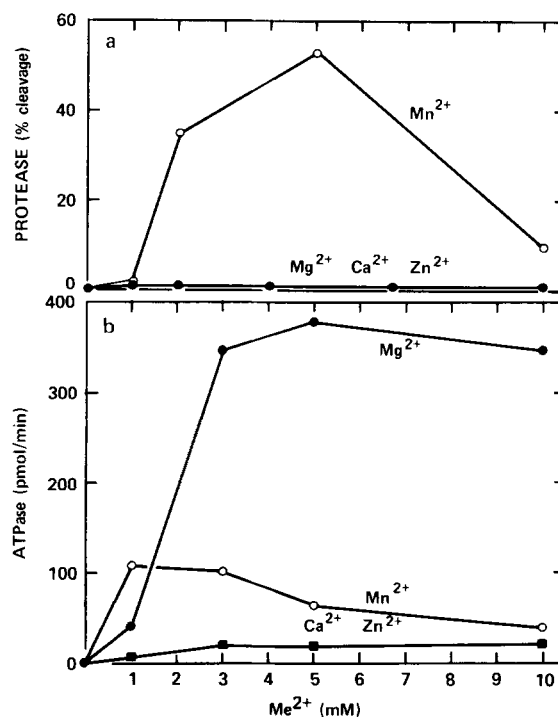 60
a
40
Mn2+
20
Mg2+ Ca2+ Zn2+
0
PROTEASE (% cleavage)
400
b
Mg2+
300
200
100
Mn2+
Ca2+ Zn2+
0
ATPase (pmol/min)
1 2 3 4 5 6 7 8 9 10
Me2+ (mM)